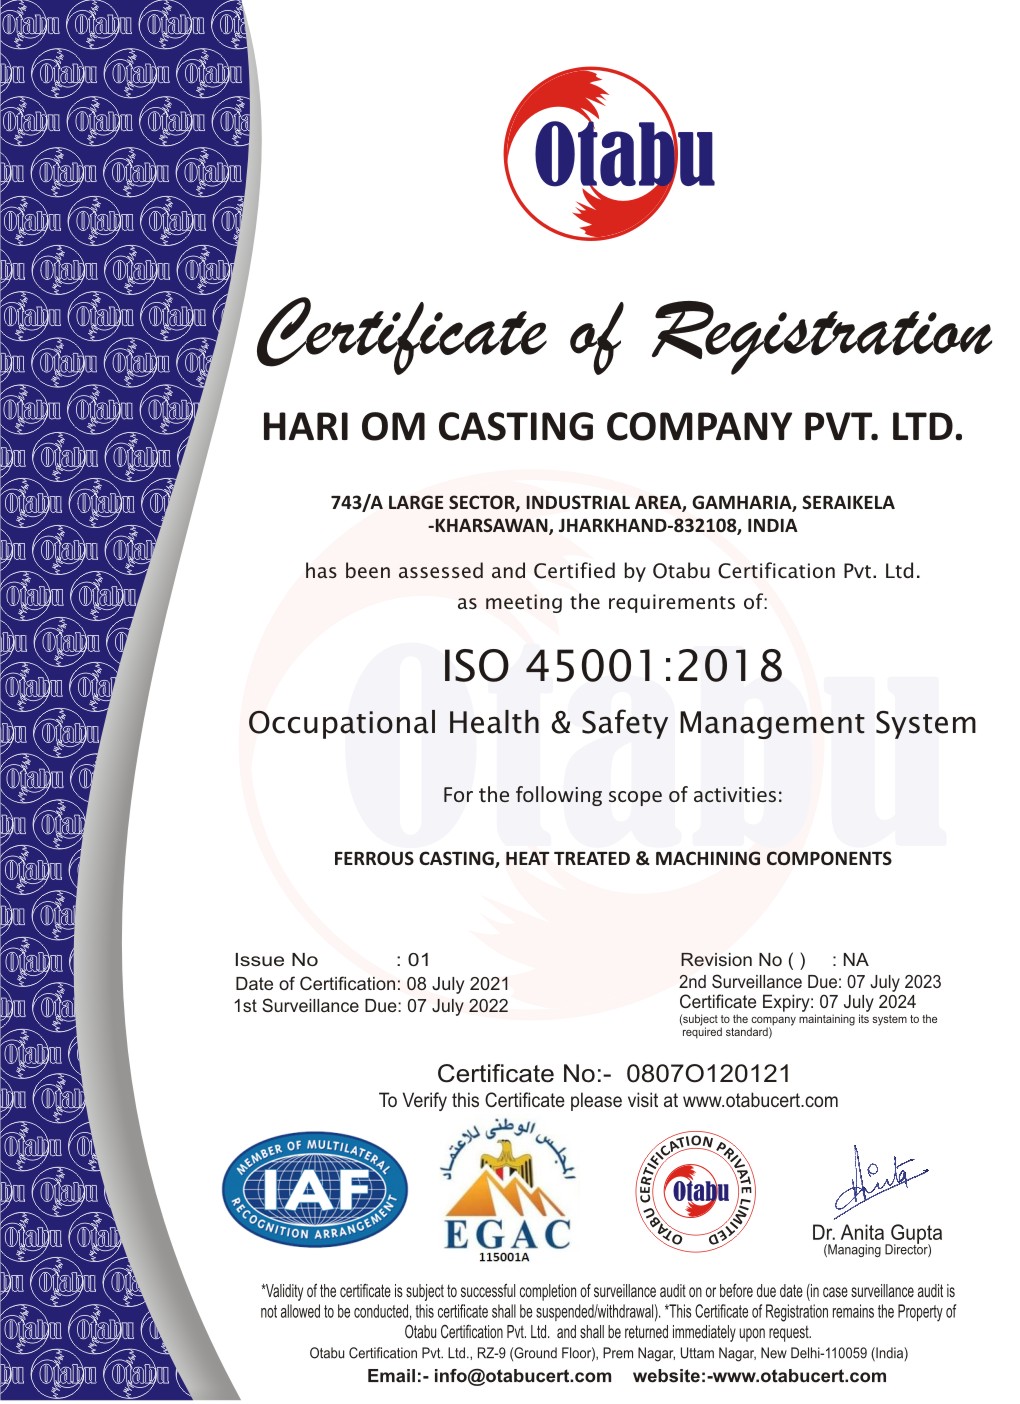 Otabu
Certificate of Registration
HARI OM CASTING COMPANY PVT. LTD.
743/A LARGE SECTOR, INDUSTRIAL AREA, GAMHARIA, SERAIKELA
-KHARSAWAN, JHARKHAND-832108, INDIA
has been assessed and Certified by Otabu Certification Pvt. Ltd.
as meeting the requirements of:
ISO 45001:2018
Occupational Health & Safety Management System
For the following scope of activities:
FERROUS CASTING, HEAT TREATED & MACHINING COMPONENTS
Issue No : 01
Date of Certification: 08 July 2021
1st Surveillance Due: 07 July 2022
Revision No ( ) : NA
2nd Surveillance Due: 07 July 2023
Certificate Expiry: 07 July 2024
(subject to the company maintaining its system to the
required standard)
Certificate No:- 0807O120121
To Verify this Certificate please visit at www.otabucert.com
MEMBER OF MULTILATERAL
IAF
RECOGNITION ARRANGEMENT
المجلس الوطنى للاعتماد
EGAC
115001A
OTABU CERTIFICATION PRIVATE LIMITED
Otabu
Dr. Anita Gupta
(Managing Director)
*Validity of the certificate is subject to successful completion of surveillance audit on or before due date (in case surveillance audit is
not allowed to be conducted, this certificate shall be suspended/withdrawal). *This Certificate of Registration remains the Property of
Otabu Certification Pvt. Ltd. and shall be returned immediately upon request.
Otabu Certification Pvt. Ltd., RZ-9 (Ground Floor), Prem Nagar, Uttam Nagar, New Delhi-110059 (India)
Email:- info@otabucert.com website:-www.otabucert.com